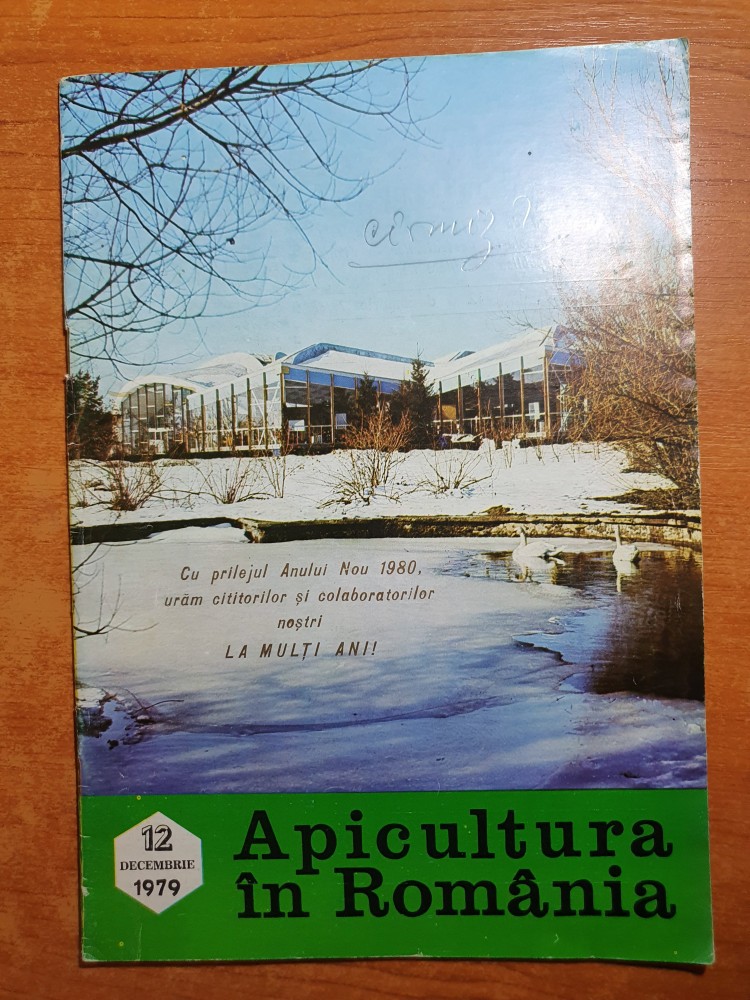 Cu prilejul Anului Nou 1980,
urăm cititorilor și colaboratorilor
noștri
LA MULȚI ANI!
12
DECEMBRIE
1979
Apicultura
în România